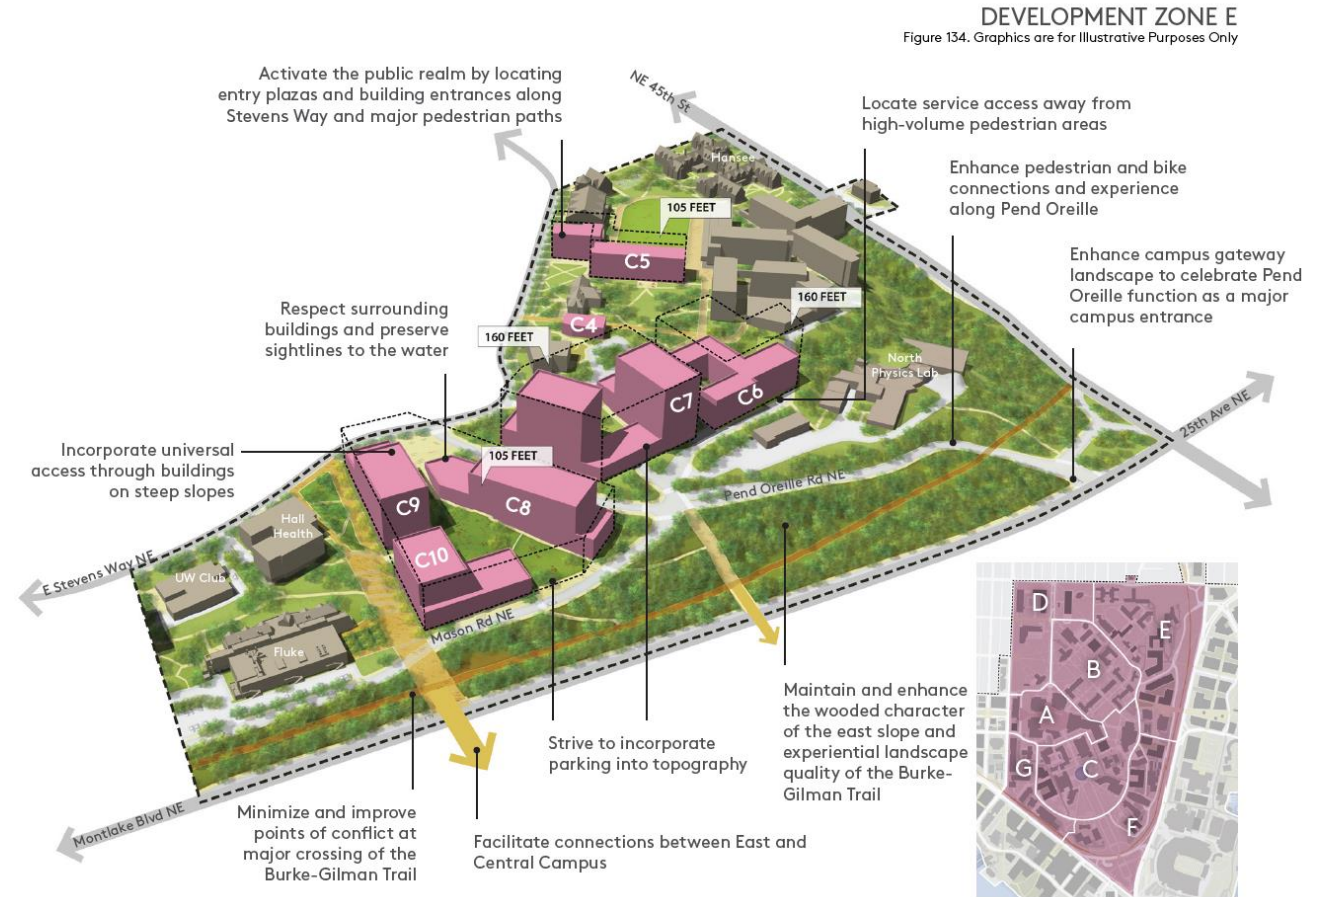 DEVELOPMENT ZONE E
Figure 134. Graphics are for Illustrative Purposes Only
Activate the public realm by locating
entry plazas and building entrances along
Stevens Way and major pedestrian paths
NE 45th St
Locate service access away from
high-volume pedestrian areas
Hansee
Enhance pedestrian and bike
connections and experience
along Pend Oreille
105 FEET
C5
Enhance campus gateway
landscape to celebrate Pend
Oreille function as a major
campus entrance
160 FEET
Respect surrounding
buildings and preserve
sightlines to the water
C4
160 FEET
North
Physics Lab
C7
C6
25th Ave NE
Incorporate universal
access through buildings
on steep slopes
105 FEET
Pend Oreille Rd NE
C9
C8
Hall
Health
C10
E Stevens Way NE
UW Club
Mason Rd NE
Fluke
D
E
B
A
G
C
F
Maintain and enhance
the wooded character
of the east slope and
experiential landscape
quality of the Burke-
Gilman Trail
Strive to incorporate
parking into topography
Montlake Blvd NE
Minimize and improve
points of conflict at
major crossing of the
Burke-Gilman Trail
Facilitate connections between East and
Central Campus